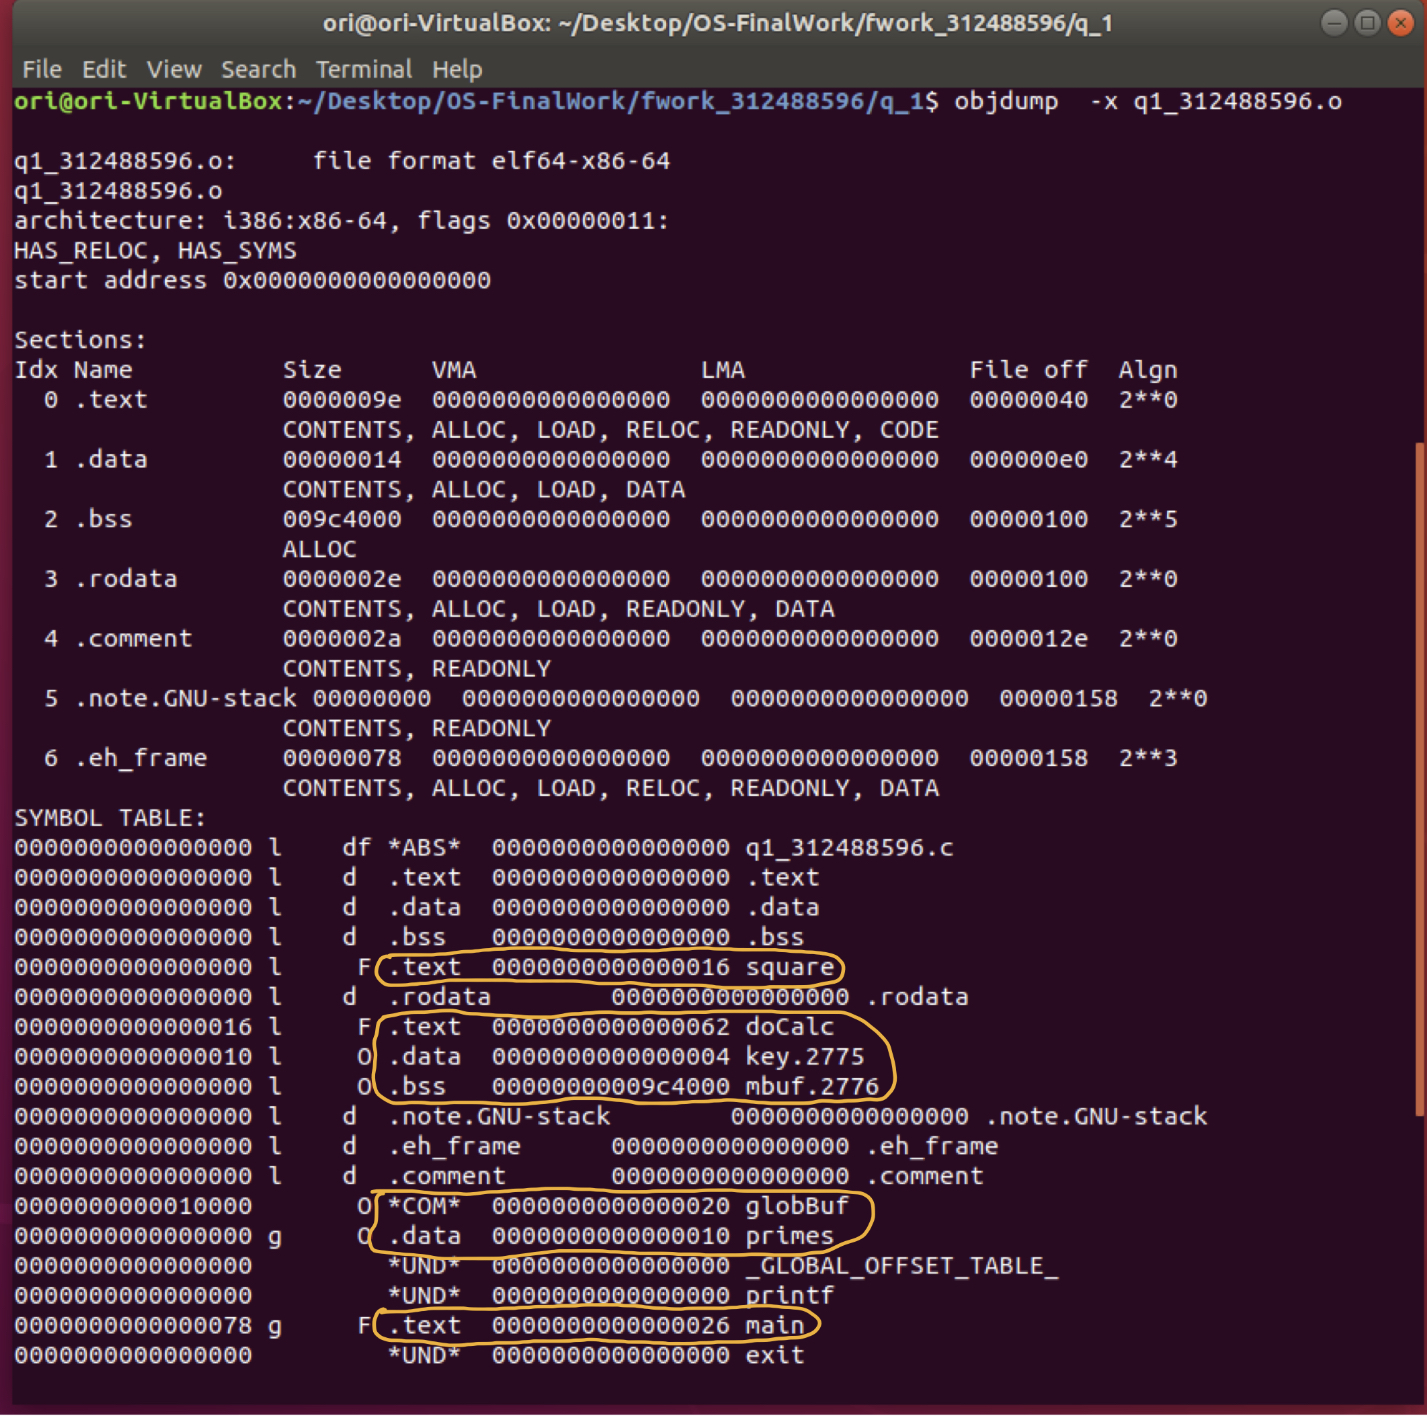 ori@ori-VirtualBox: ~/Desktop/OS-FinalWork/fwork_312488596/q_1
File Edit View Search Terminal Help
ori@ori-VirtualBox:~/Desktop/OS-FinalWork/fwork_312488596/q_1$ objdump  -x q1_312488596.o

q1_312488596.o:     file format elf64-x86-64
q1_312488596.o
architecture: i386:x86-64, flags 0x00000011:
HAS_RELOC, HAS_SYMS
start address 0x0000000000000000

Sections:
Idx Name          Size      VMA               LMA               File off  Algn
  0 .text         0000009e  0000000000000000  0000000000000000  00000040  2**0
                  CONTENTS, ALLOC, LOAD, RELOC, READONLY, CODE
  1 .data         00000014  0000000000000000  0000000000000000  000000e0  2**4
                  CONTENTS, ALLOC, LOAD, DATA
  2 .bss          009c4000  0000000000000000  0000000000000000  00000100  2**5
                  ALLOC
  3 .rodata       0000002e  0000000000000000  0000000000000000  00000100  2**0
                  CONTENTS, ALLOC, LOAD, READONLY, DATA
  4 .comment      0000002a  0000000000000000  0000000000000000  0000012e  2**0
                  CONTENTS, READONLY
  5 .note.GNU-stack 00000000  0000000000000000  0000000000000000  00000158  2**0
                  CONTENTS, READONLY
  6 .eh_frame     00000078  0000000000000000  0000000000000000  00000158  2**3
                  CONTENTS, ALLOC, LOAD, RELOC, READONLY, DATA
SYMBOL TABLE:
0000000000000000 l    df *ABS*  0000000000000000 q1_312488596.c
0000000000000000 l    d  .text  0000000000000000 .text
0000000000000000 l    d  .data  0000000000000000 .data
0000000000000000 l    d  .bss   0000000000000000 .bss
0000000000000000 l     F .text  0000000000000016 square
0000000000000000 l    d  .rodata        0000000000000000 .rodata
0000000000000016 l     F .text  0000000000000062 doCalc
0000000000000010 l     O .data  0000000000000004 key.2775
0000000000000000 l     O .bss   00000000009c4000 mbuf.2776
0000000000000000 l    d  .note.GNU-stack        0000000000000000 .note.GNU-stack
0000000000000000 l    d  .eh_frame      0000000000000000 .eh_frame
0000000000000000 l    d  .comment       0000000000000000 .comment
0000000000010000       O *COM*  0000000000000020 globBuf
0000000000000000 g     O .data  0000000000000010 primes
0000000000000000         *UND*  0000000000000000 _GLOBAL_OFFSET_TABLE_
0000000000000000         *UND*  0000000000000000 printf
0000000000000078 g     F .text  0000000000000026 main
0000000000000000         *UND*  0000000000000000 exit